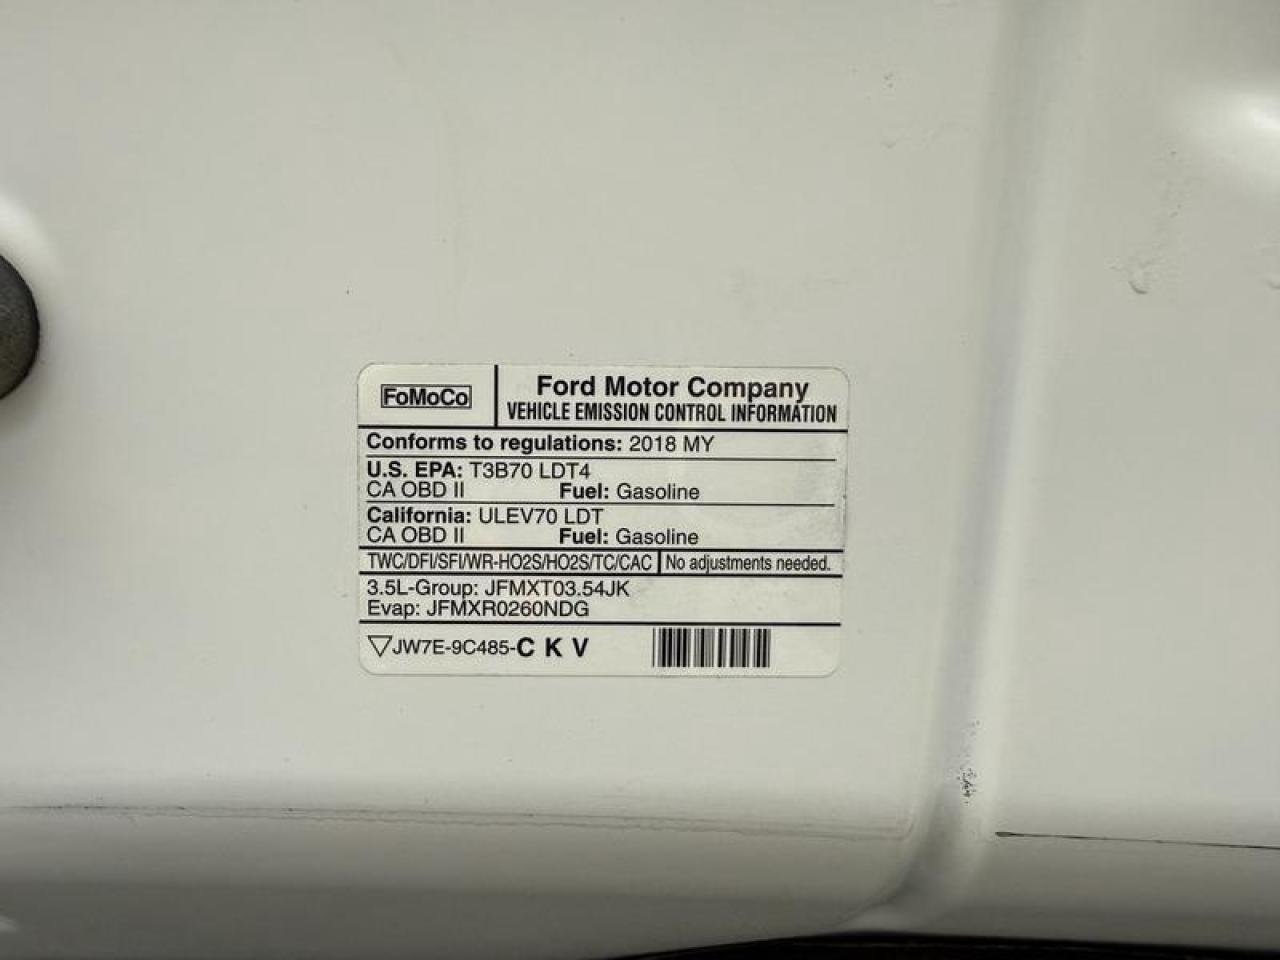 FoMoCo
Ford Motor Company
VEHICLE EMISSION CONTROL INFORMATION
Conforms to regulations: 2018 MY
U.S. EPA: T3B70 LDT4
CA OBD II Fuel: Gasoline
California: ULEV70 LDT
CA OBD II Fuel: Gasoline
TWC/DFI/SFI/WR-HO2S/HO2S/TC/CAC No adjustments needed.
3.5L-Group: JFMXT03.54JK
Evap: JFMXR0260NDG
JW7E-9C485-C K V